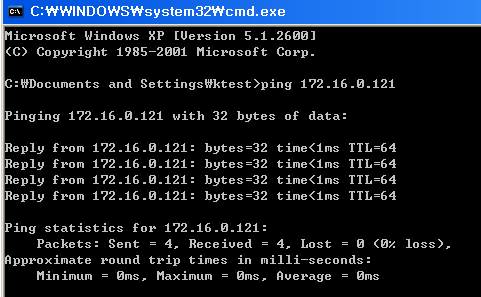 C:₩WINDOWS₩system32₩cmd.exe
Microsoft Windows XP [Version 5.1.2600]
(C) Copyright 1985-2001 Microsoft Corp.
C:₩Documents and Settings₩ktest>ping 172.16.0.121
Pinging 172.16.0.121 with 32 bytes of data:
Reply from 172.16.0.121: bytes=32 time<1ms TTL=64
Reply from 172.16.0.121: bytes=32 time<1ms TTL=64
Reply from 172.16.0.121: bytes=32 time<1ms TTL=64
Reply from 172.16.0.121: bytes=32 time<1ms TTL=64
Ping statistics for 172.16.0.121:
Packets: Sent = 4, Received = 4, Lost = 0 (0% loss),
Approximate round trip times in milli-seconds:
Minimum = 0ms, Maximum = 0ms, Average = 0ms